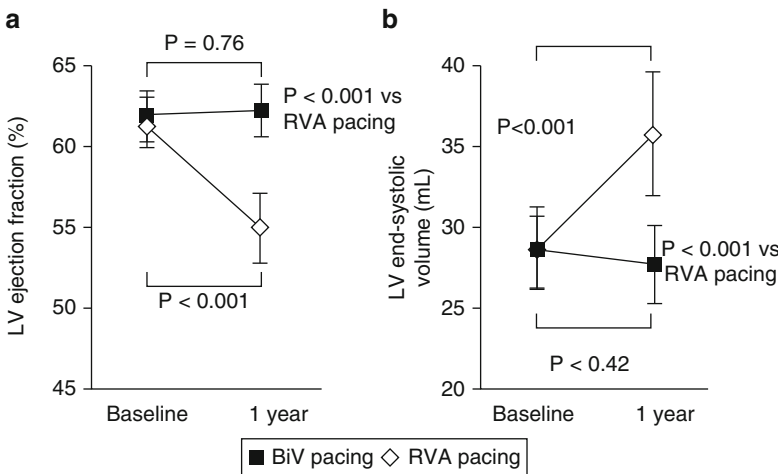 a
P = 0.76
65
60
55
50
45
LV ejection fraction (%)
P < 0.001 vs
RVA pacing
P < 0.001
Baseline
1 year
b
40
35
30
25
20
LV end-systolic
volume (mL)
P<0.001
P < 0.001 vs
RVA pacing
P < 0.42
Baseline
1 year
BiV pacing
RVA pacing